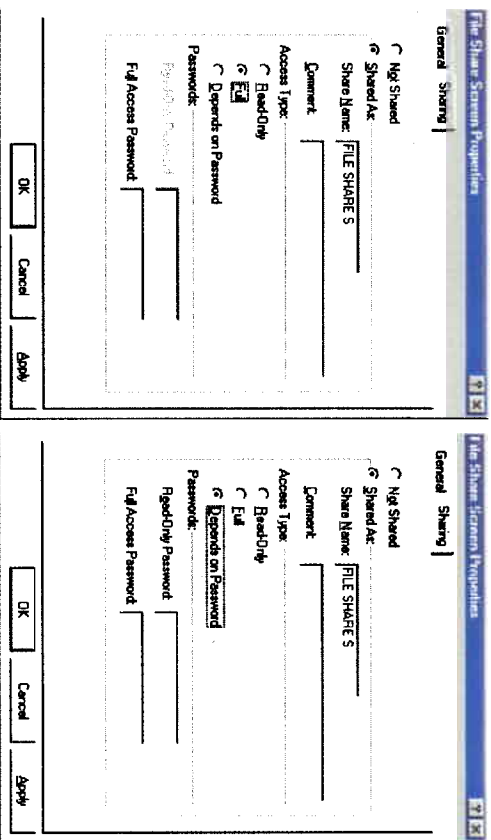 File Share Screen Properties
General Sharing
Not Shared
Shared As:
Share Name: FILE SHARE S
Comment:
Access Type:
Read-Only
Full
Depends on Password
Passwords:
Read-Only Password:
Full Access Password:
OK Cancel Apply
File Share Screen Properties
General Sharing
Not Shared
Shared As:
Share Name: FILE SHARE S
Comment:
Access Type:
Read-Only
Full
Depends on Password
Passwords:
Read-Only Password:
Full Access Password:
OK Cancel Apply